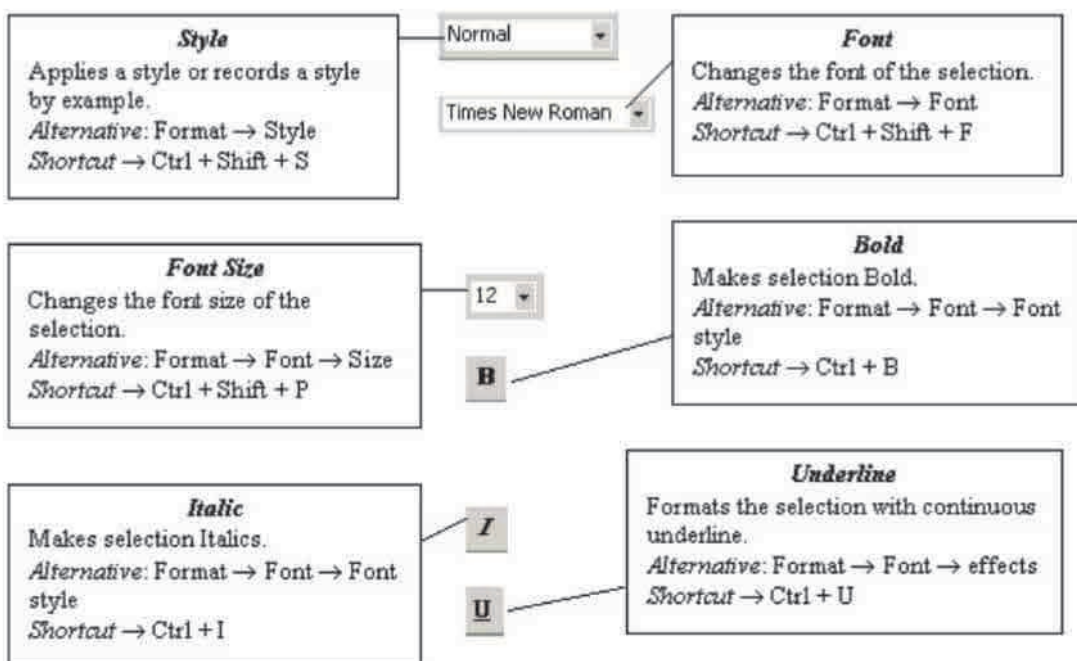 Style
Applies a style or records a style
by example.
Alternative: Format → Style
Shortcut → Ctrl + Shift + S
Normal
Times New Roman
Font
Changes the font of the selection.
Alternative: Format → Font
Shortcut → Ctrl + Shift + F
Font Size
Changes the font size of the
selection.
Alternative: Format → Font → Size
Shortcut → Ctrl + Shift + P
12
B
Bold
Makes selection Bold.
Alternative: Format → Font → Font
style
Shortcut → Ctrl + B
Italic
Makes selection Italics.
Alternative: Format → Font → Font
style
Shortcut → Ctrl + I
I
U
Underline
Formats the selection with continuous
underline.
Alternative: Format → Font → effects
Shortcut → Ctrl + U